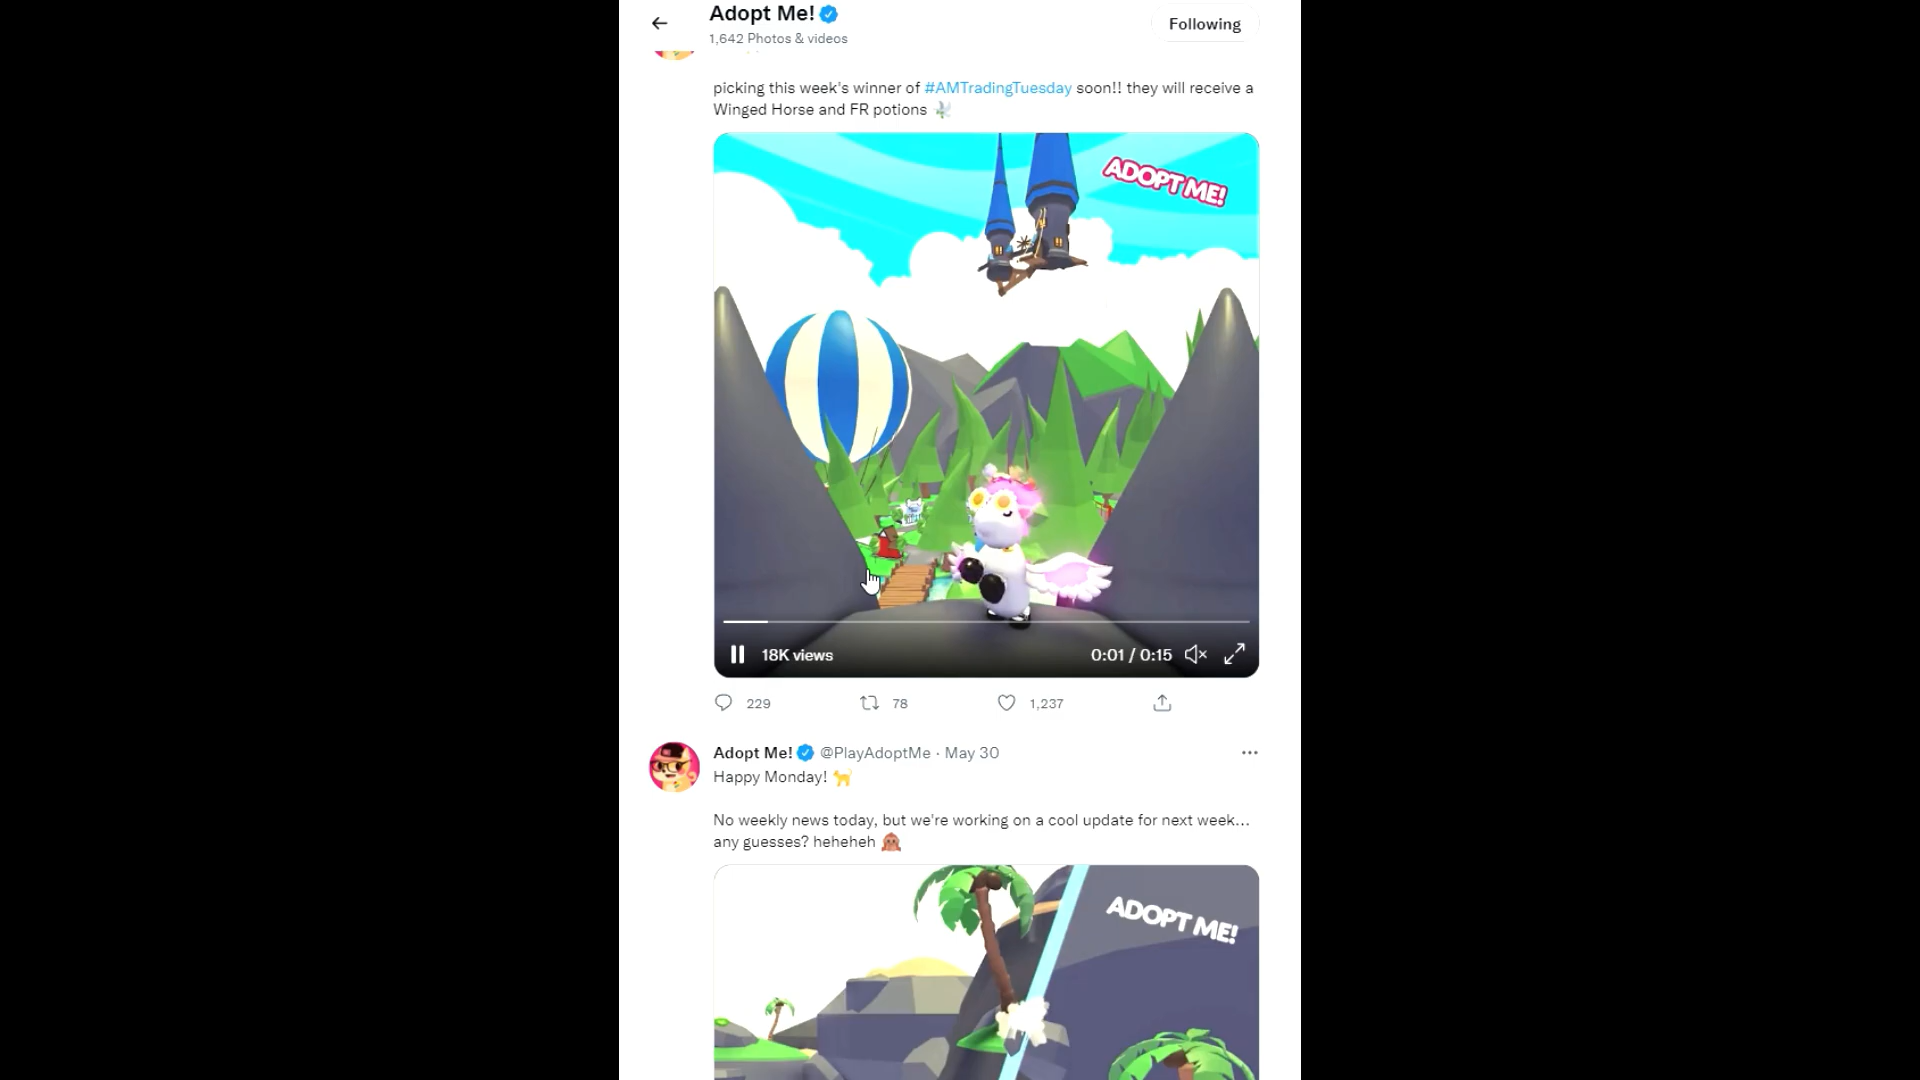 Adopt Me!
1,642 Photos & videos
Following
picking this week's winner of #AMTradingTuesday soon!! they will receive a
Winged Horse and FR potions
ADOPT ME!
18K views
0:01 / 0:15
229
78
1,237
Adopt Me! @PlayAdoptMe · May 30
Happy Monday!
No weekly news today, but we're working on a cool update for next week...
any guesses? heheheh
ADOPT ME!